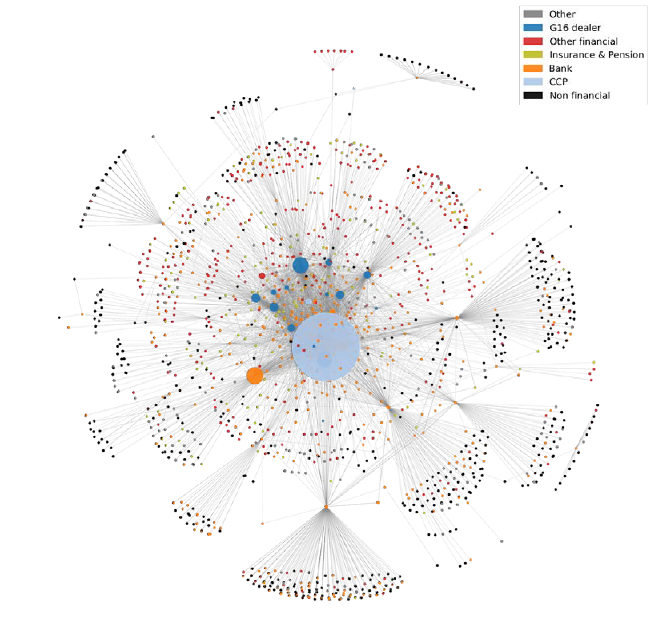 Other
G16 dealer
Other financial
Insurance & Pension
Bank
CCP
Non financial